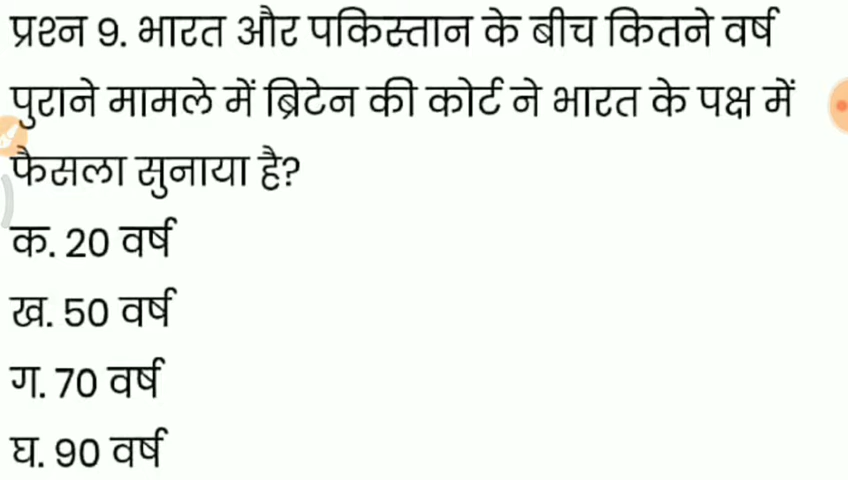 प्रश्न 9. भारत और पकिस्तान के बीच कितने वर्ष
पुराने मामले में ब्रिटेन की कोर्ट ने भारत के पक्ष में
फैसला सुनाया है?
क. 20 वर्ष
ख. 50 वर्ष
ग. 70 वर्ष
घ. 90 वर्ष